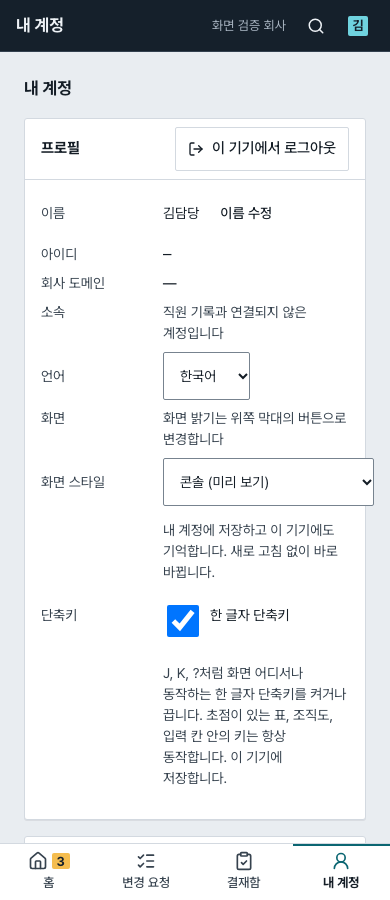 내 계정
화면 검증 회사
김
내 계정
프로필
이 기기에서 로그아웃
이름
김담당
이름 수정
아이디
–
회사 도메인
—
소속
직원 기록과 연결되지 않은
계정입니다
언어
한국어
화면
화면 밝기는 위쪽 막대의 버튼으로
변경합니다
화면 스타일
콘솔 (미리 보기)
내 계정에 저장하고 이 기기에도
기억합니다. 새로 고침 없이 바로
바뀝니다.
단축키
한 글자 단축키
J, K, ?처럼 화면 어디서나
동작하는 한 글자 단축키를 켜거나
끕니다. 초점이 있는 표, 조직도,
입력 칸 안의 키는 항상
동작합니다. 이 기기에
저장합니다.
3
홈
변경 요청
결재함
내 계정